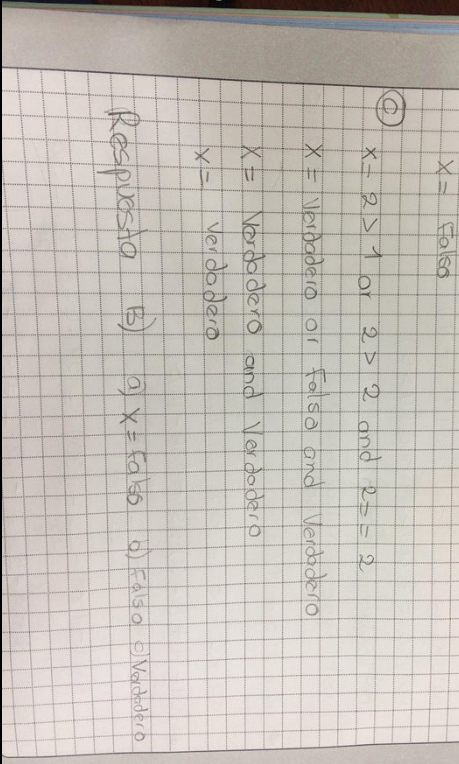 x = Falso
c
x = 2 > 1 or 2 > 2 and 2 >= 2
x = Verdadero or falso and Verdadero
x = Verdadero and Verdadero
x = verdadero
Respuesta B) a) x = falso b) Falso c) Verdadero